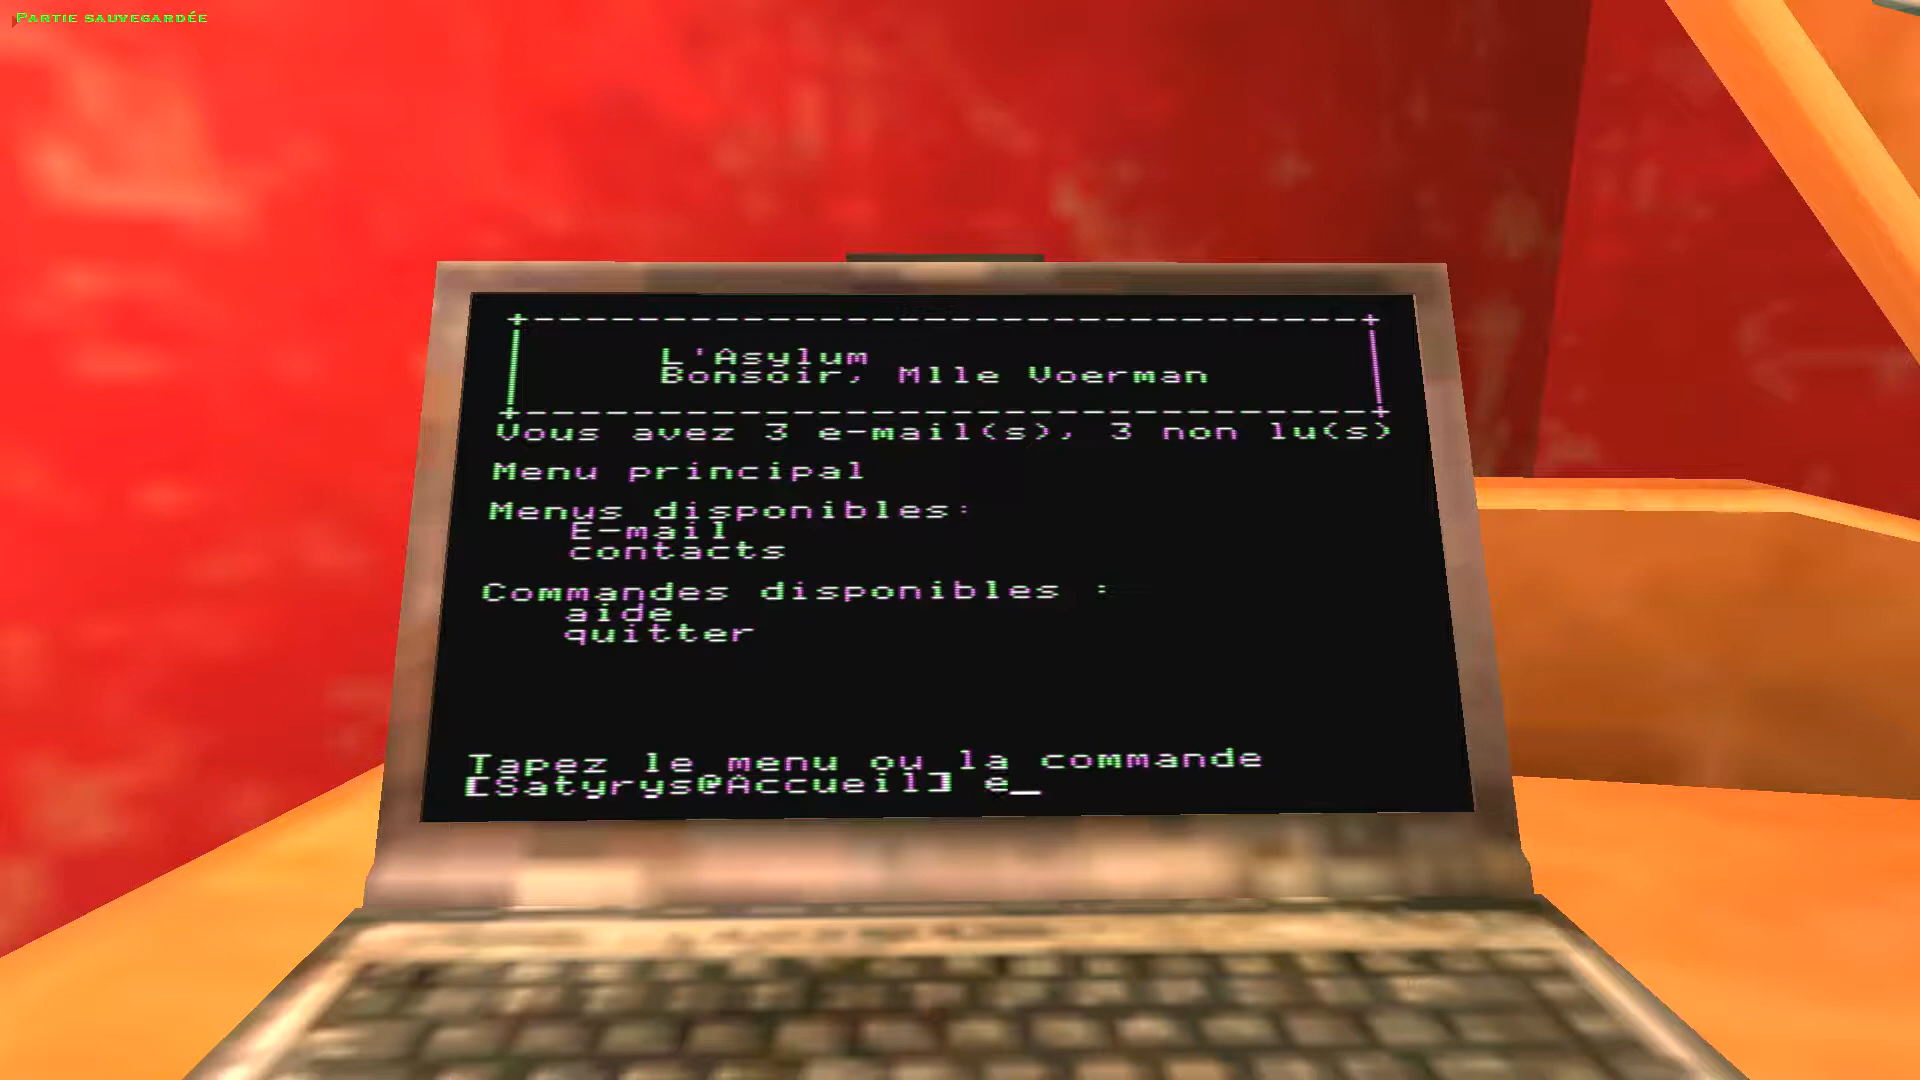 Partie sauvegardée
L'Asylum
Bonsoir, Mlle Voerman
Vous avez 3 e-mail(s), 3 non lu(s)
Menu principal
Menus disponibles:
E-mail
contacts
Commandes disponibles :
aide
quitter
Tapez le menu ou la commande
[Satyrys@Accueil] e_